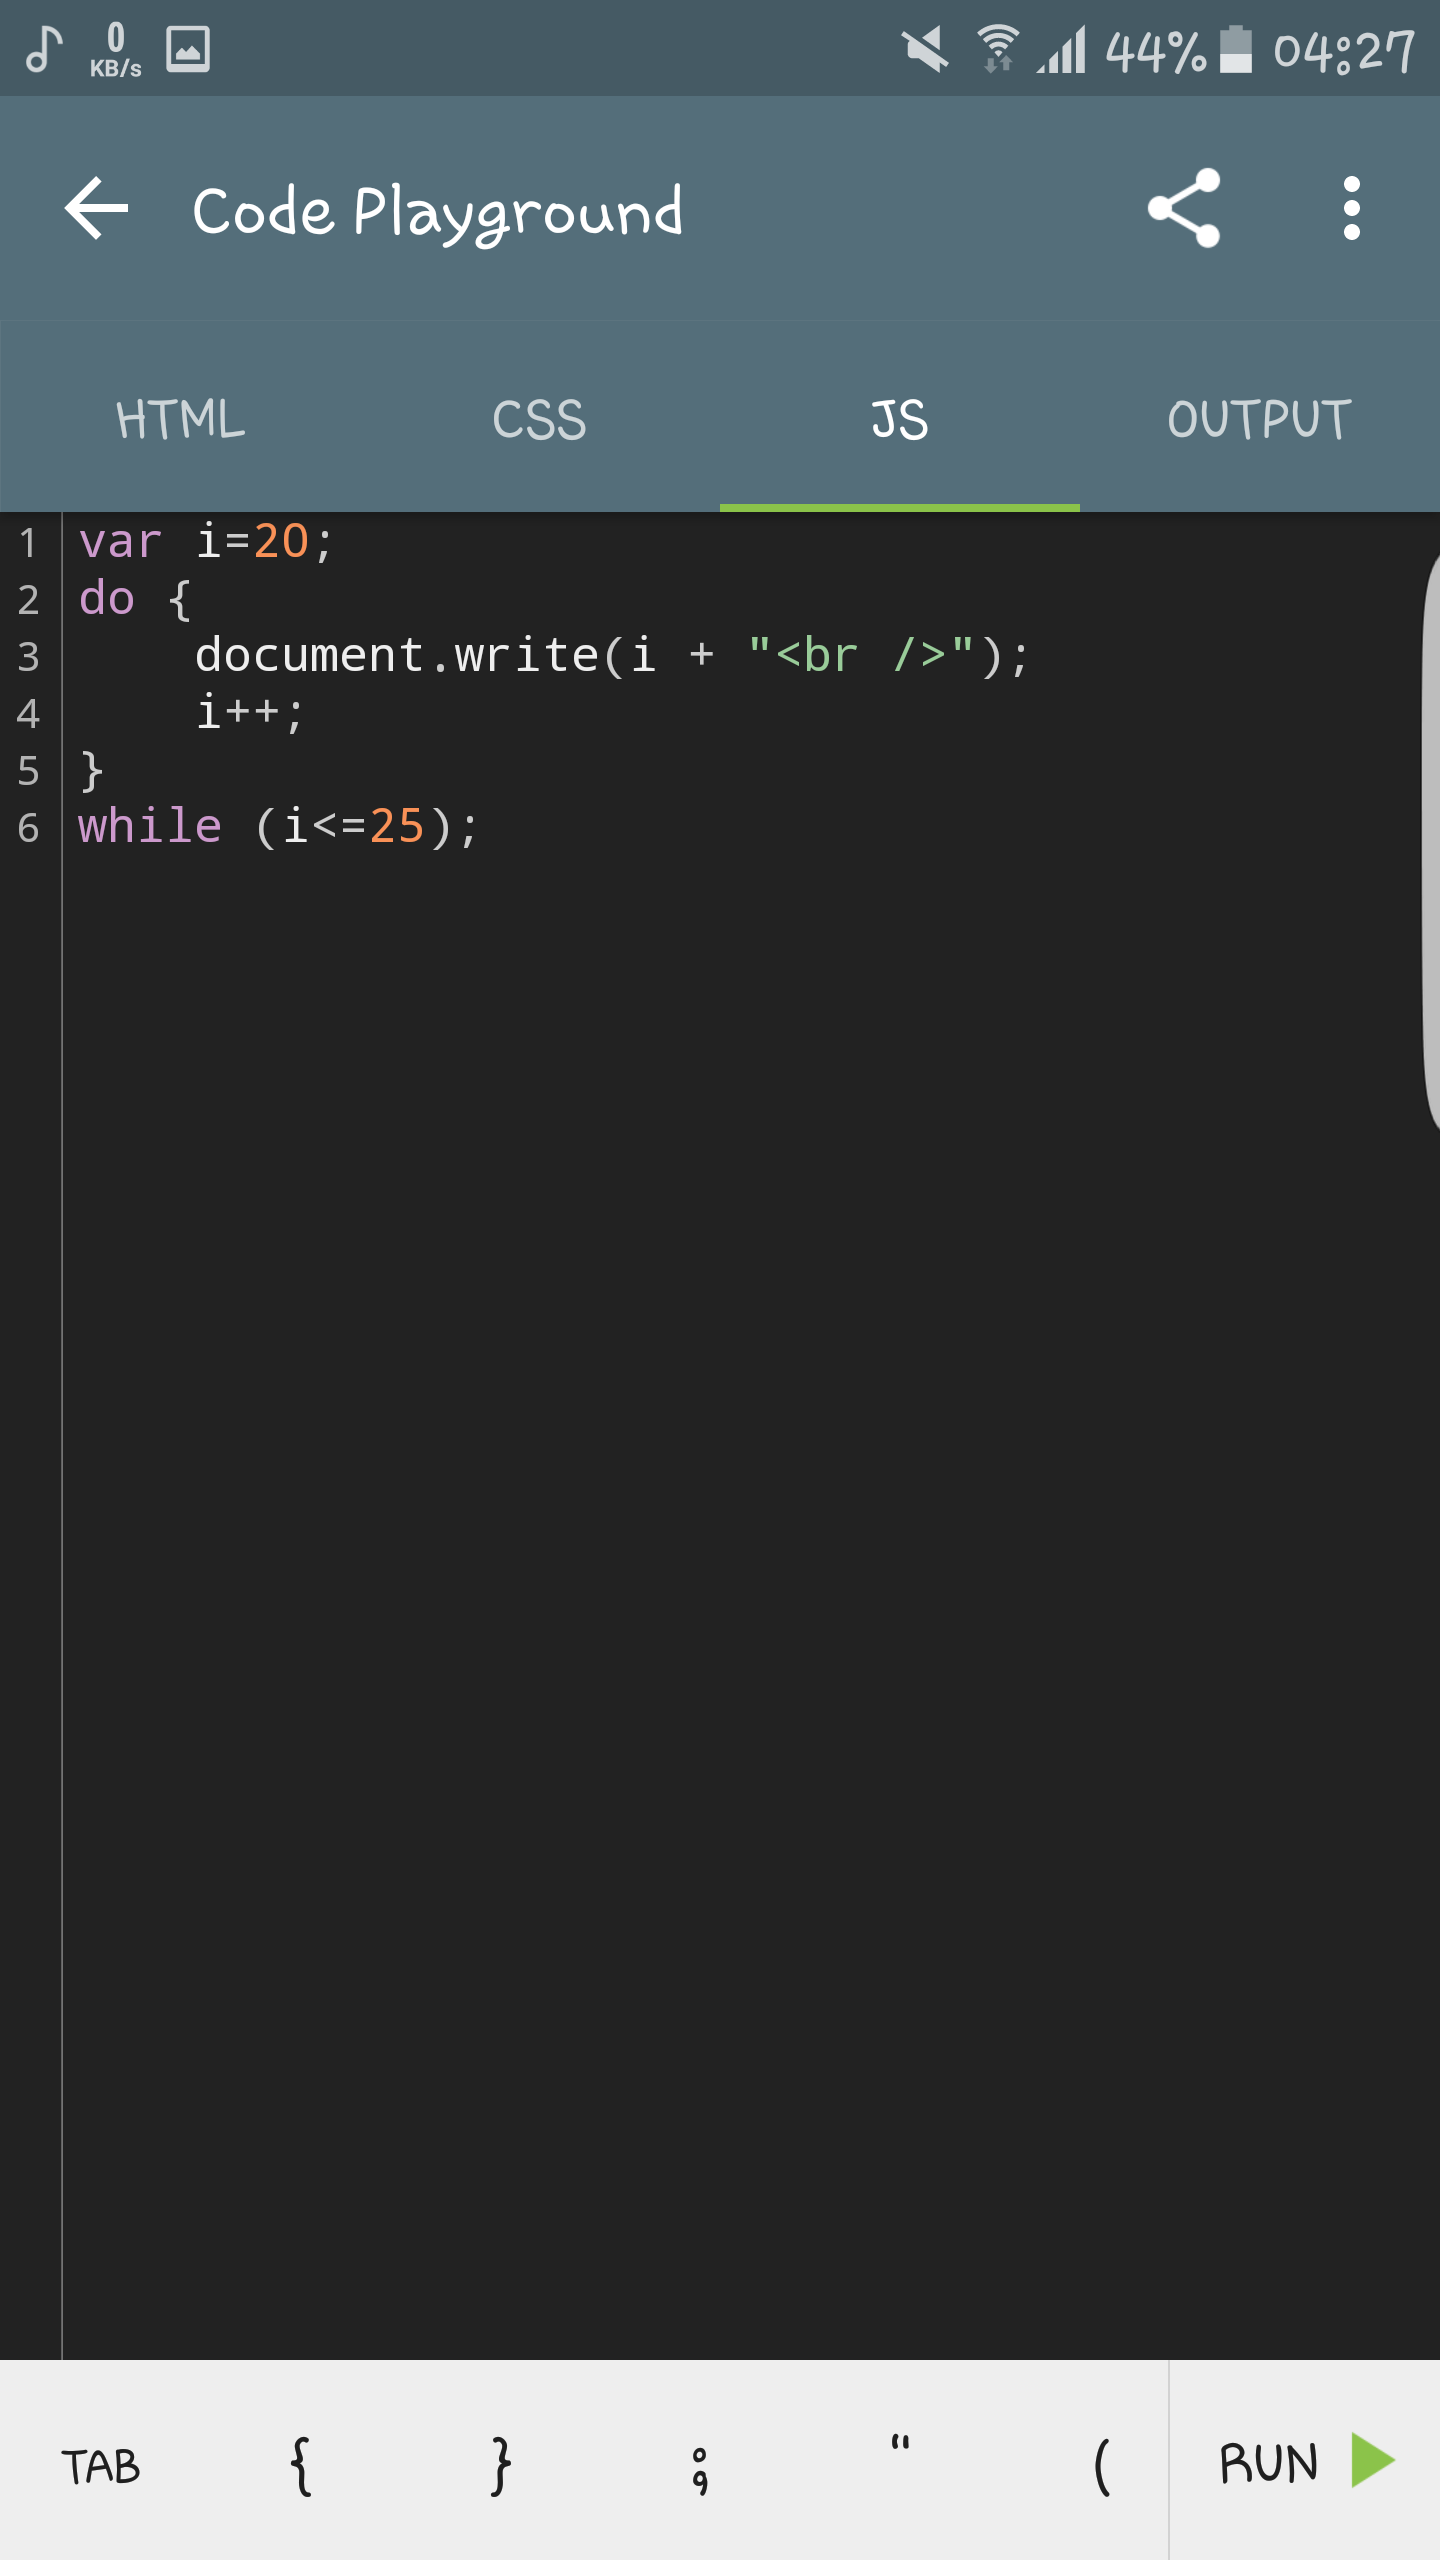 0 KB/s 44% 04:27
Code Playground
HTML CSS JS OUTPUT
1 var i=20;
2 do {
3     document.write(i + "<br />");
4     i++;
5 }
6 while (i<=25);
TAB { } ; " ( RUN